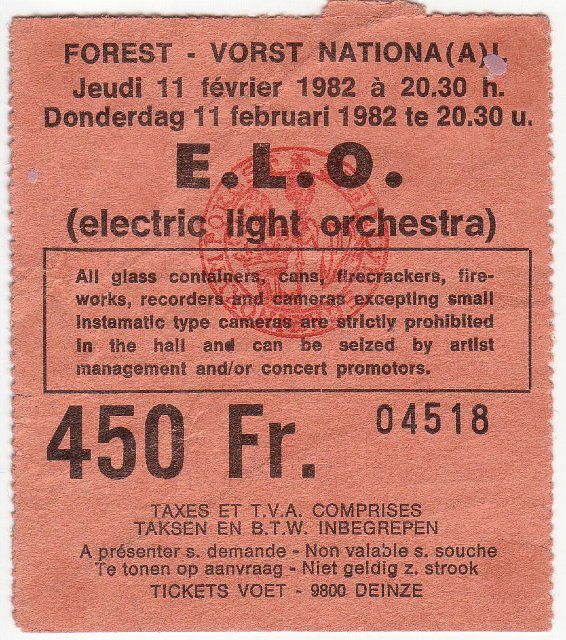 FOREST - VORST NATIONA(A)L
Jeudi 11 février 1982 à 20.30 h.
Donderdag 11 februari 1982 te 20.30 u.
E.L.O.
(electric light orchestra)
All glass containers, cans, firecrackers, fire-
works, recorders and cameras excepting small
Instamatic type cameras are strictly prohibited
in the hall and can be seized by artist
management and/or concert promotors.
450 Fr.
04518
TAXES ET T.V.A. COMPRISES
TAKSEN EN B.T.W. INBEGREPEN
A présenter s. demande - Non valable s. souche
Te tonen op aanvraag - Niet geldig z. strook
TICKETS VOET - 9800 DEINZE